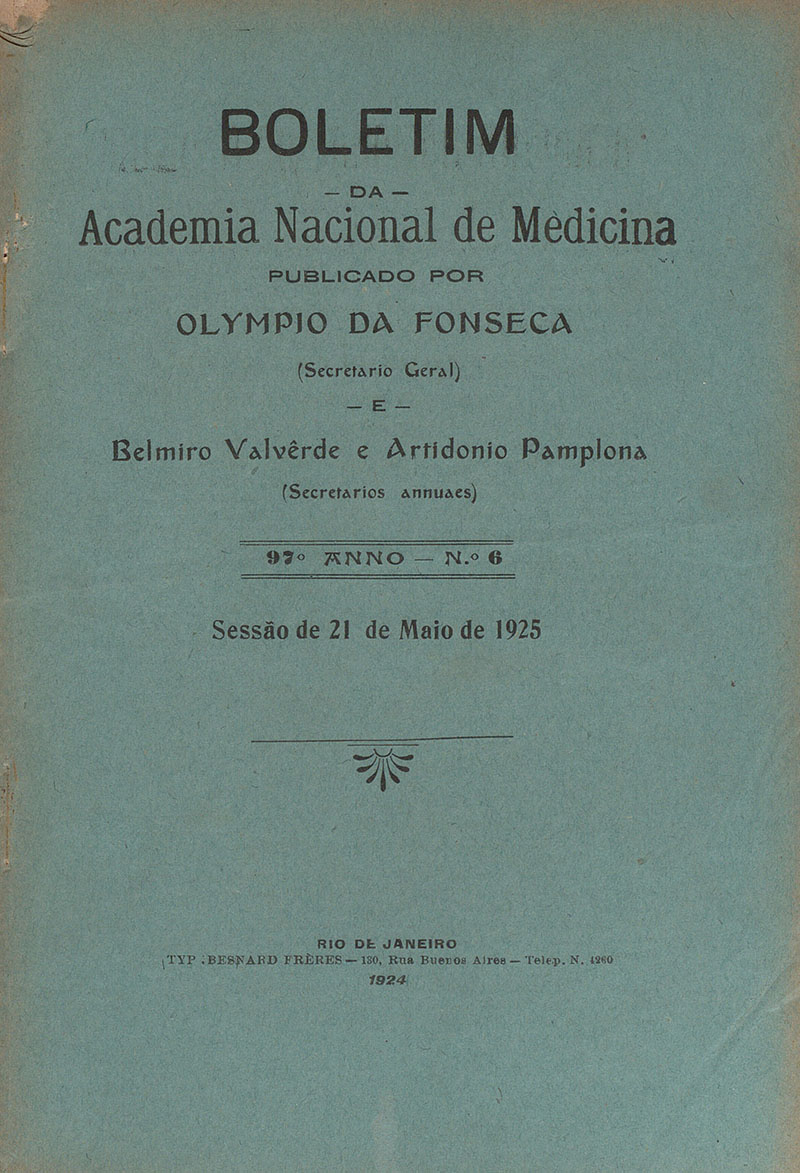 BOLETIM
— DA —
Academia Nacional de Medicina
PUBLICADO POR
OLYMPIO DA FONSECA
(Secretario Geral)
— E —
Belmiro Valvêrde e Artidonio Pamplona
(Secretarios annuaes)
97º ANNO — N.º 6
Sessão de 21 de Maio de 1925
RIO DE JANEIRO
TYP. BESNARD FRÈRES — 130, Rua Buenos Aires — Telep. N. 4260
1924